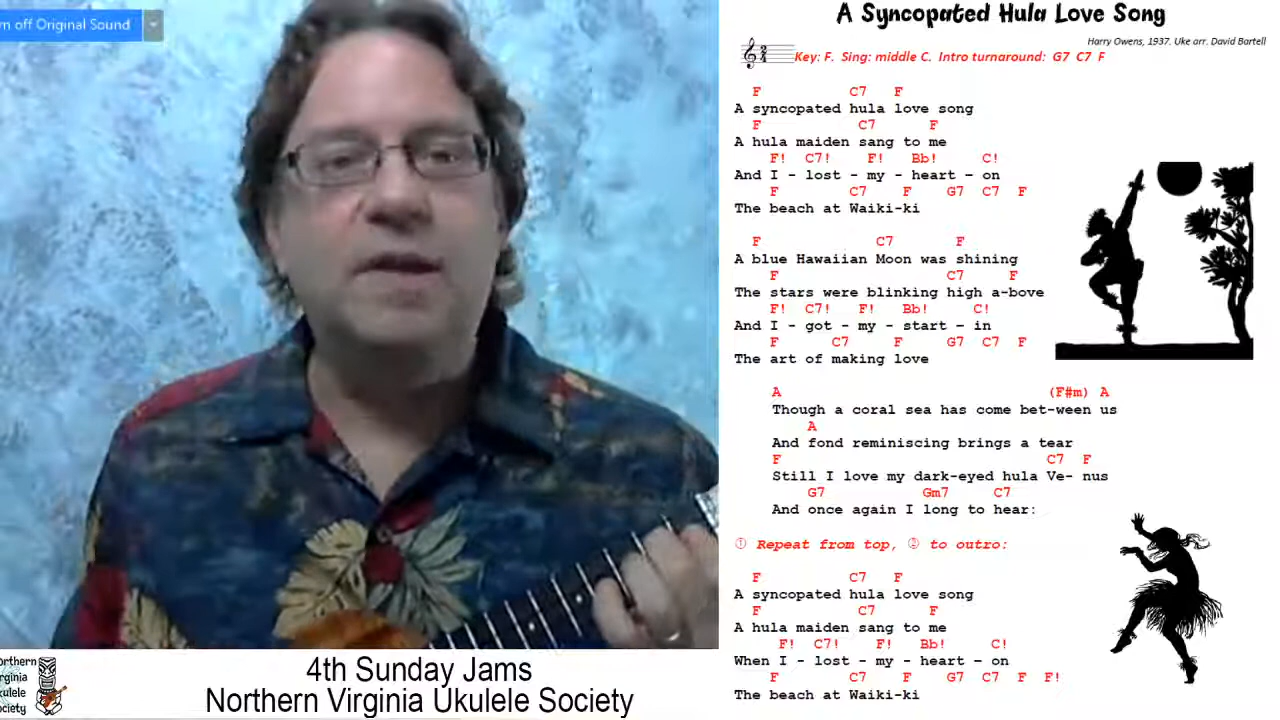 rn off Original Sound
A Syncopated Hula Love Song
Harry Owens, 1937. Uke arr. David Bartell
2
4
Key: F. Sing: middle C. Intro turnaround: G7 C7 F
F C7 F
A syncopated hula love song
F C7 F
A hula maiden sang to me
F! C7! F! Bb! C!
And I - lost - my - heart - on
F C7 F G7 C7 F
The beach at Waiki-ki
F C7 F
A blue Hawaiian Moon was shining
F C7 F
The stars were blinking high a-bove
F! C7! F! Bb! C!
And I - got - my - start - in
F C7 F G7 C7 F
The art of making love
A (F#m) A
Though a coral sea has come bet-ween us
A
And fond reminiscing brings a tear
F C7 F
Still I love my dark-eyed hula Ve- nus
G7 Gm7 C7
And once again I long to hear:
① Repeat from top, ② to outro:
F C7 F
A syncopated hula love song
F C7 F
A hula maiden sang to me
F! C7! F! Bb! C!
When I - lost - my - heart - on
F C7 F G7 C7 F F!
The beach at Waiki-ki
4th Sunday Jams
Northern Virginia Ukulele Society
orthern
rginia
kulele
ociety